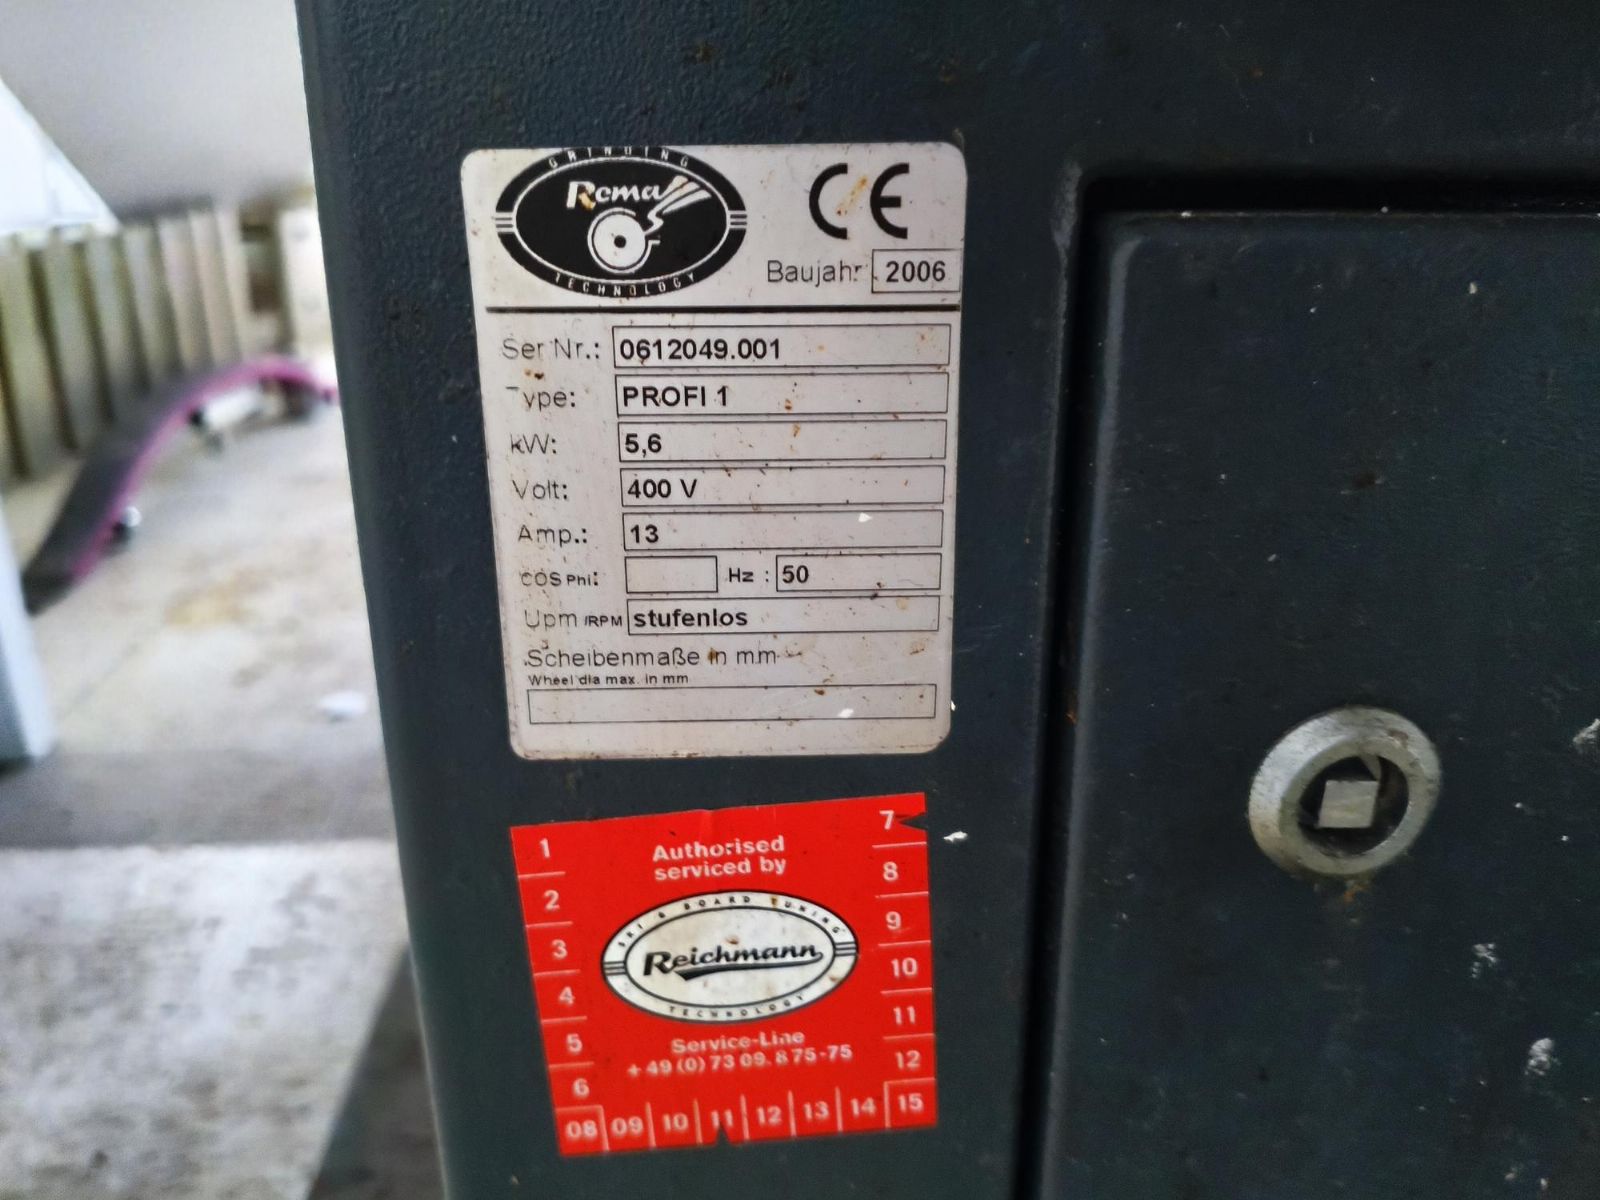 GRINDING
Rema
TECHNOLOGY
CE
Baujahr 2006
Ser Nr.: 0612049.001
Type: PROFI 1
kW: 5,6
Volt: 400 V
Amp.: 13
cos Phi: Hz : 50
Upm /RPM stufenlos
Scheibenmaße in mm
Wheel dia max. in mm
Authorised
serviced by
SKI & BOARD TUNING
Reichmann
TECHNOLOGY
Service-Line
+49 (0) 73 09. 8 75-75
1
2
3
4
5
6
7
8
9
10
11
12
08 09 10 11 12 13 14 15